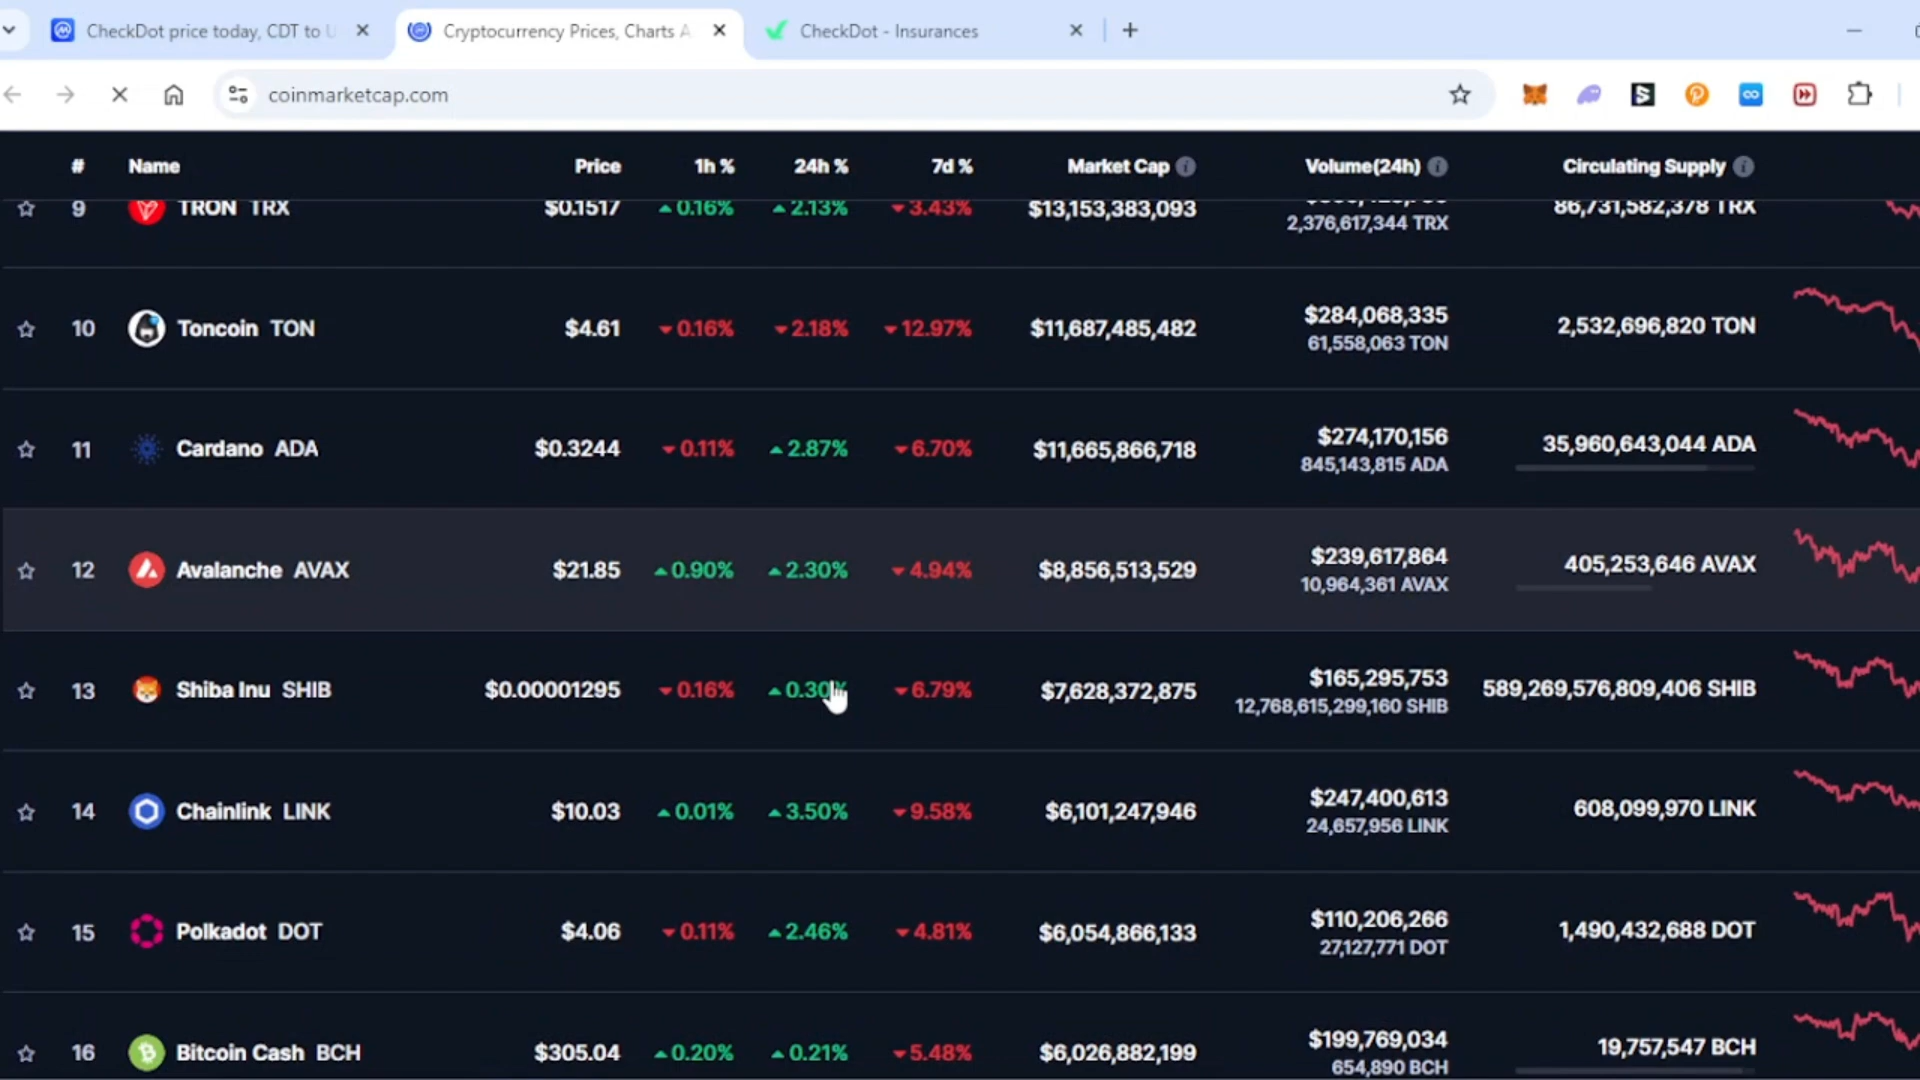 CheckDot price today, CDT to U
Cryptocurrency Prices, Charts A
CheckDot - Insurances
coinmarketcap.com
# Name Price 1h % 24h % 7d % Market Cap Volume(24h) Circulating Supply
9 TRON TRX $0.1517 0.16% 2.13% 3.43% $13,153,383,093 86,731,582,378 TRX
2,376,617,344 TRX
10 Toncoin TON $4.61 0.16% 2.18% 12.97% $11,687,485,482 $284,068,335 2,532,696,820 TON
61,558,063 TON
11 Cardano ADA $0.3244 0.11% 2.87% 6.70% $11,665,866,718 $274,170,156 35,960,643,044 ADA
845,143,815 ADA
12 Avalanche AVAX $21.85 0.90% 2.30% 4.94% $8,856,513,529 $239,617,864 405,253,646 AVAX
10,964,361 AVAX
13 Shiba Inu SHIB $0.00001295 0.16% 0.30% 6.79% $7,628,372,875 $165,295,753 589,269,576,809,406 SHIB
12,768,615,299,160 SHIB
14 Chainlink LINK $10.03 0.01% 3.50% 9.58% $6,101,247,946 $247,400,613 608,099,970 LINK
24,657,956 LINK
15 Polkadot DOT $4.06 0.11% 2.46% 4.81% $6,054,866,133 $110,206,266 1,490,432,688 DOT
27,127,771 DOT
16 Bitcoin Cash BCH $305.04 0.20% 0.21% 5.48% $6,026,882,199 $199,769,034 19,757,547 BCH
654,890 BCH